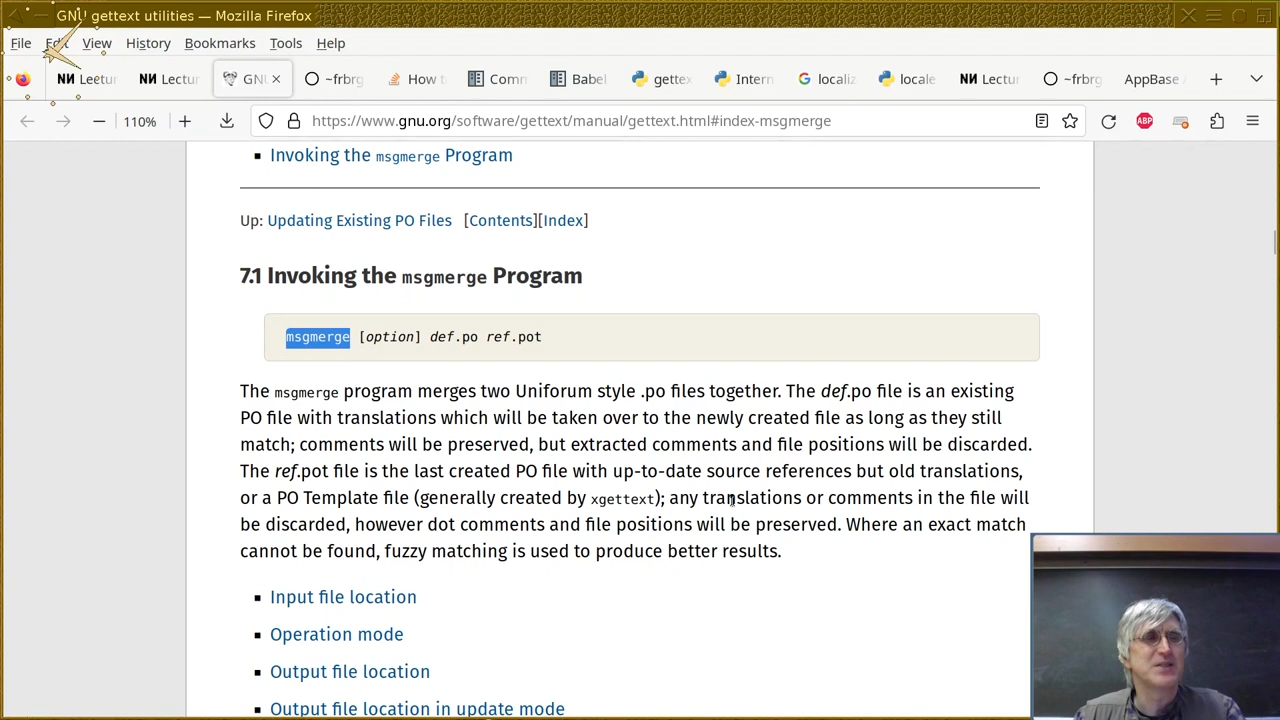 GNU gettext utilities — Mozilla Firefox
File Edit View History Bookmarks Tools Help
Lectur Lectur GNU ~frbrg How to Comm Babel gettex Intern localiz locale Lectur ~frbrg AppBase
110% https://www.gnu.org/software/gettext/manual/gettext.html#index-msgmerge ABP
Invoking the msgmerge Program
Up: Updating Existing PO Files [Contents][Index]
7.1 Invoking the msgmerge Program
msgmerge [option] def.po ref.pot
The msgmerge program merges two Uniforum style .po files together. The def.po file is an existing
PO file with translations which will be taken over to the newly created file as long as they still
match; comments will be preserved, but extracted comments and file positions will be discarded.
The ref.pot file is the last created PO file with up-to-date source references but old translations,
or a PO Template file (generally created by xgettext); any translations or comments in the file will
be discarded, however dot comments and file positions will be preserved. Where an exact match
cannot be found, fuzzy matching is used to produce better results.
Input file location
Operation mode
Output file location
Output file location in update mode